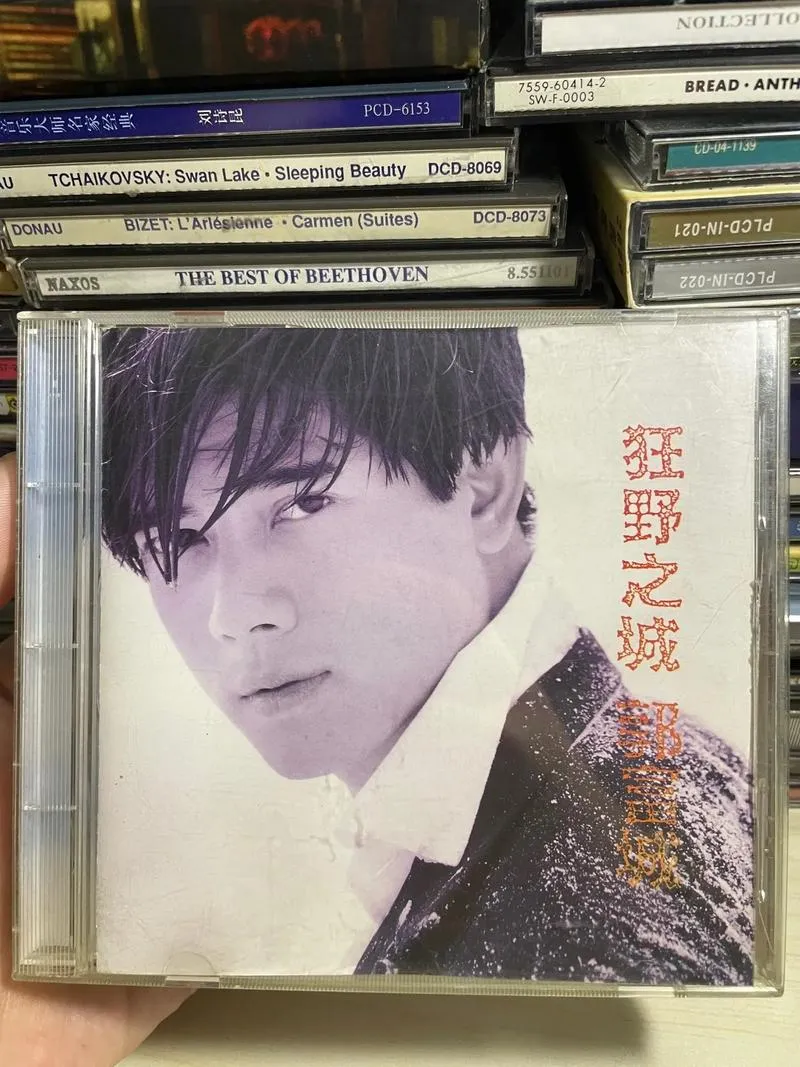 OLLECTION
7559-60414-2
SW-F-0003
BREAD · ANTH
音乐大师名家经典 刘诗昆 PCD-6153
CD-04-1139
AU TCHAIKOVSKY: Swan Lake • Sleeping Beauty DCD-8069
DONAU BIZET: L'Arlésienne • Carmen (Suites) DCD-8073
PLCD-IN-021
NAXOS THE BEST OF BEETHOVEN 8.551101
PLCD-IN-022
狂野之城 郭富城